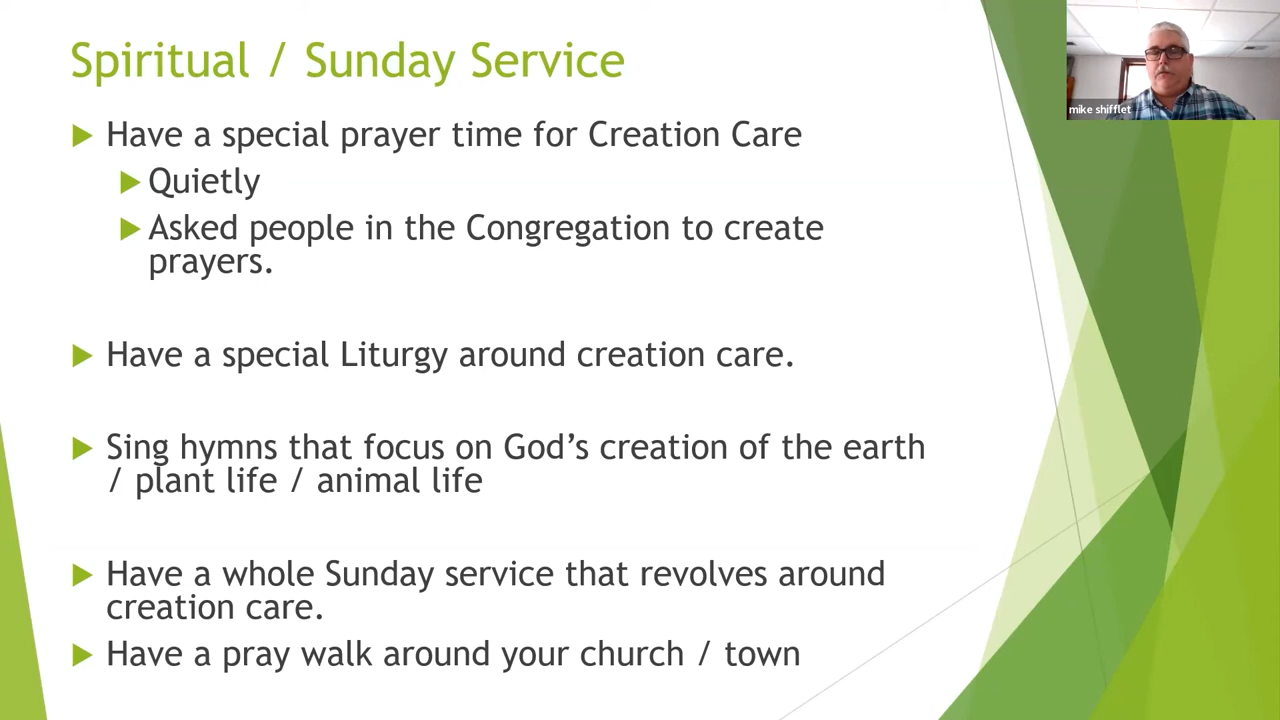 Spiritual / Sunday Service
mike shifflet
Have a special prayer time for Creation Care
Quietly
Asked people in the Congregation to create
prayers.
Have a special Liturgy around creation care.
Sing hymns that focus on God’s creation of the earth
/ plant life / animal life
Have a whole Sunday service that revolves around
creation care.
Have a pray walk around your church / town